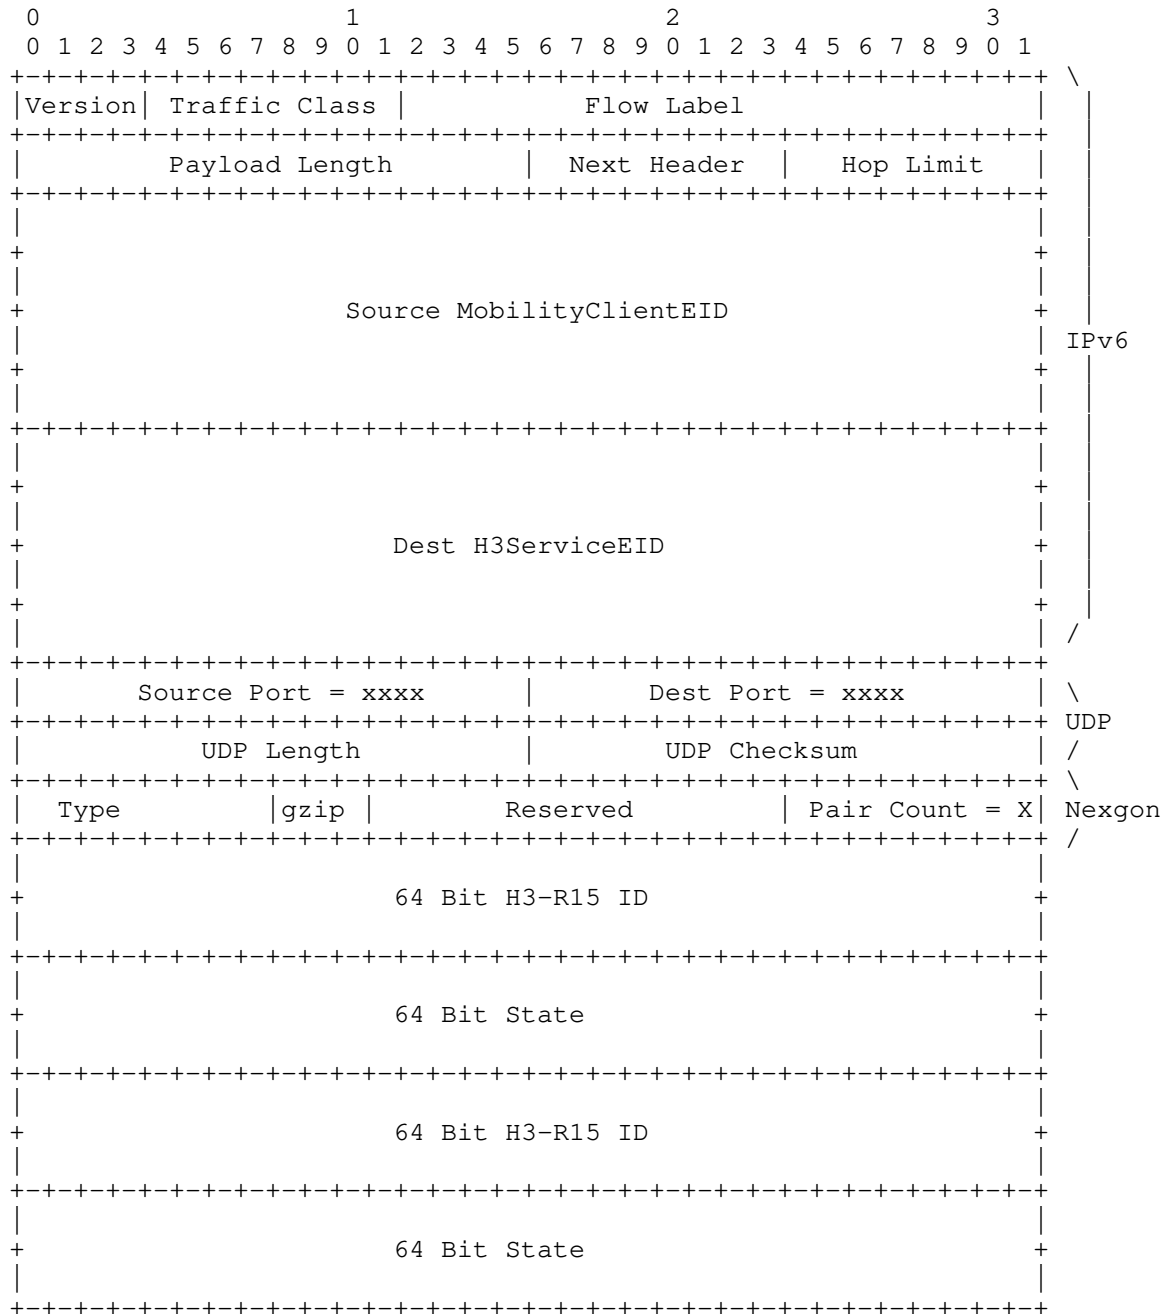 0                   1                   2                   3
 0 1 2 3 4 5 6 7 8 9 0 1 2 3 4 5 6 7 8 9 0 1 2 3 4 5 6 7 8 9 0 1
+-+-+-+-+-+-+-+-+-+-+-+-+-+-+-+-+-+-+-+-+-+-+-+-+-+-+-+-+-+-+-+-+ \
|Version| Traffic Class |           Flow Label                  |  |
+-+-+-+-+-+-+-+-+-+-+-+-+-+-+-+-+-+-+-+-+-+-+-+-+-+-+-+-+-+-+-+-+  |
|         Payload Length        |  Next Header  |   Hop Limit   |  |
+-+-+-+-+-+-+-+-+-+-+-+-+-+-+-+-+-+-+-+-+-+-+-+-+-+-+-+-+-+-+-+-+  |
|                                                               |  |
+                                                               +  |
|                                                               |  |
+                    Source MobilityClientEID                   +  |
|                                                               | IPv6
+                                                               +  |
|                                                               |  |
+-+-+-+-+-+-+-+-+-+-+-+-+-+-+-+-+-+-+-+-+-+-+-+-+-+-+-+-+-+-+-+-+  |
|                                                               |  |
+                                                               +  |
|                                                               |  |
+                       Dest H3ServiceEID                       +  |
|                                                               |  |
+                                                               +  |
|                                                               | /
+-+-+-+-+-+-+-+-+-+-+-+-+-+-+-+-+-+-+-+-+-+-+-+-+-+-+-+-+-+-+-+-+
|       Source Port = xxxx      |       Dest Port = xxxx        | \
+-+-+-+-+-+-+-+-+-+-+-+-+-+-+-+-+-+-+-+-+-+-+-+-+-+-+-+-+-+-+-+-+ UDP
|           UDP Length          |        UDP Checksum           | /
+-+-+-+-+-+-+-+-+-+-+-+-+-+-+-+-+-+-+-+-+-+-+-+-+-+-+-+-+-+-+-+-+ \
|  Type         |gzip |        Reserved         | Pair Count = X| Nexgon
+-+-+-+-+-+-+-+-+-+-+-+-+-+-+-+-+-+-+-+-+-+-+-+-+-+-+-+-+-+-+-+-+ /
|                                                               |
+                       64 Bit H3-R15 ID                        +
|                                                               |
+-+-+-+-+-+-+-+-+-+-+-+-+-+-+-+-+-+-+-+-+-+-+-+-+-+-+-+-+-+-+-+-+
|                                                               |
+                       64 Bit State                            +
|                                                               |
+-+-+-+-+-+-+-+-+-+-+-+-+-+-+-+-+-+-+-+-+-+-+-+-+-+-+-+-+-+-+-+-+
|                                                               |
+                       64 Bit H3-R15 ID                        +
|                                                               |
+-+-+-+-+-+-+-+-+-+-+-+-+-+-+-+-+-+-+-+-+-+-+-+-+-+-+-+-+-+-+-+-+
|                                                               |
+                       64 Bit State                            +
|                                                               |
+-+-+-+-+-+-+-+-+-+-+-+-+-+-+-+-+-+-+-+-+-+-+-+-+-+-+-+-+-+-+-+-+